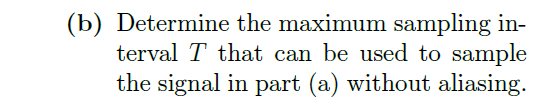 (b) Determine the maximum sampling in-
terval T that can be used to sample
the signal in part (a) without aliasing.